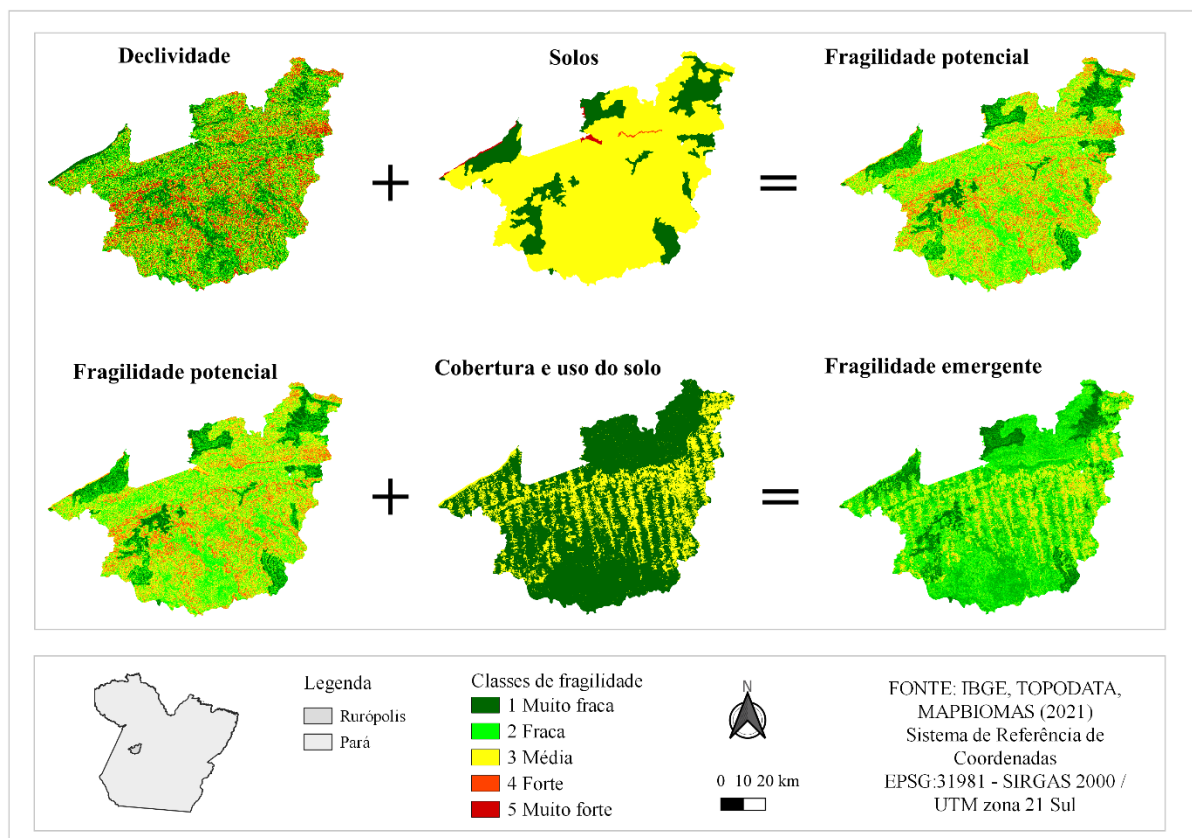 Declividade
Solos
Fragilidade potencial
+
=
Fragilidade potencial
Cobertura e uso do solo
Fragilidade emergente
+
=
Legenda
Rurópolis
Pará
Classes de fragilidade
1 Muito fraca
2 Fraca
3 Média
4 Forte
5 Muito forte
N
0 10 20 km
FONTE: IBGE, TOPODATA,
MAPBIOMAS (2021)
Sistema de Referência de
Coordenadas
EPSG:31981 - SIRGAS 2000 /
UTM zona 21 Sul